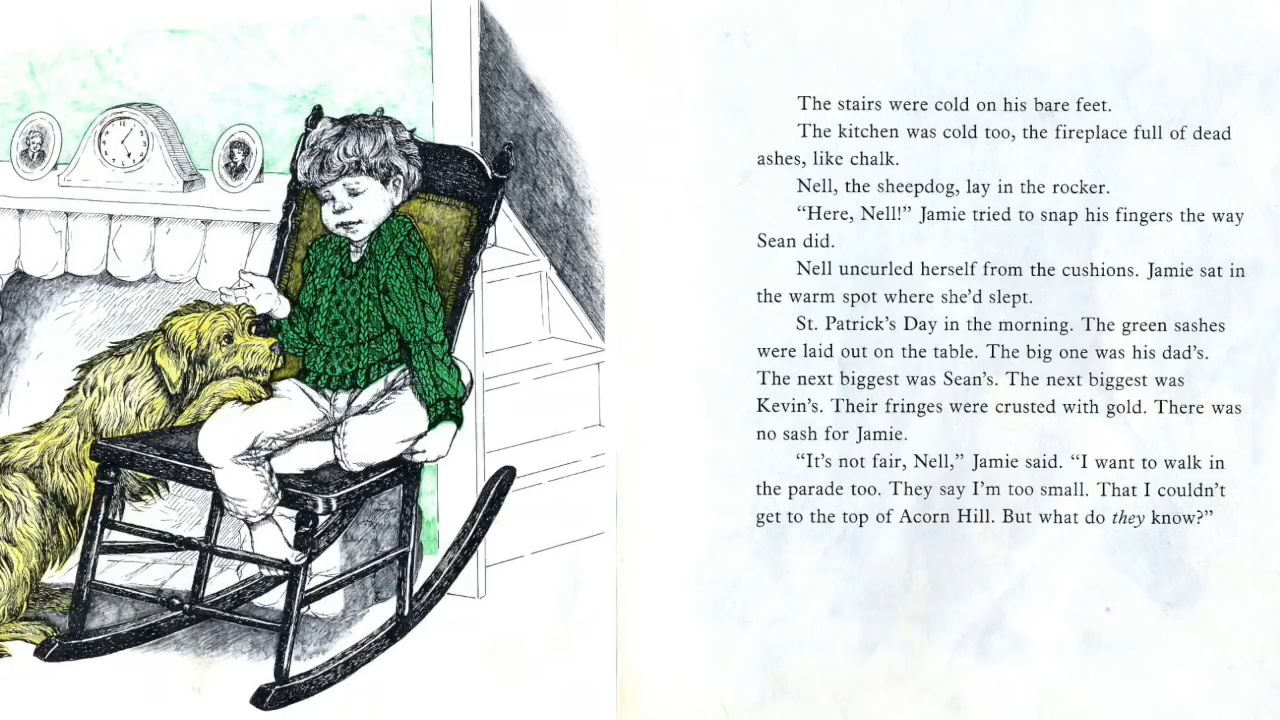 The stairs were cold on his bare feet.
The kitchen was cold too, the fireplace full of dead
ashes, like chalk.
Nell, the sheepdog, lay in the rocker.
“Here, Nell!” Jamie tried to snap his fingers the way
Sean did.
Nell uncurled herself from the cushions. Jamie sat in
the warm spot where she’d slept.
St. Patrick’s Day in the morning. The green sashes
were laid out on the table. The big one was his dad’s.
The next biggest was Sean’s. The next biggest was
Kevin’s. Their fringes were crusted with gold. There was
no sash for Jamie.
“It’s not fair, Nell,” Jamie said. “I want to walk in
the parade too. They say I’m too small. That I couldn’t
get to the top of Acorn Hill. But what do they know?”